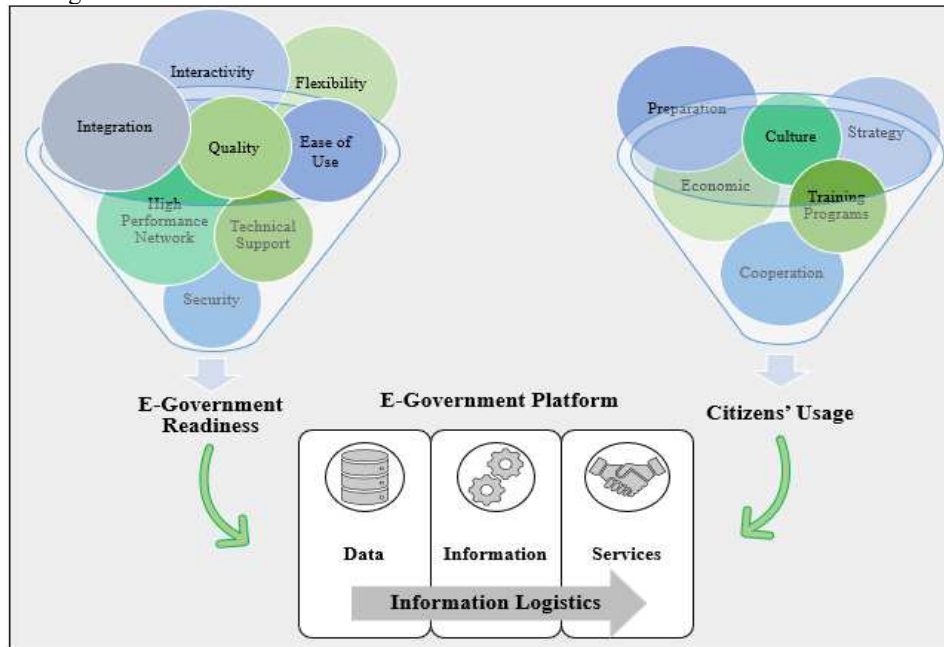 Interactivity
Flexibility
Integration
Quality
Ease of
Use
High
Performance
Network
Technical
Support
Security
Preparation
Culture
Strategy
Economic
Training
Programs
Cooperation
E-Government
Readiness
E-Government Platform
Citizens’ Usage
Data
Information
Services
Information Logistics